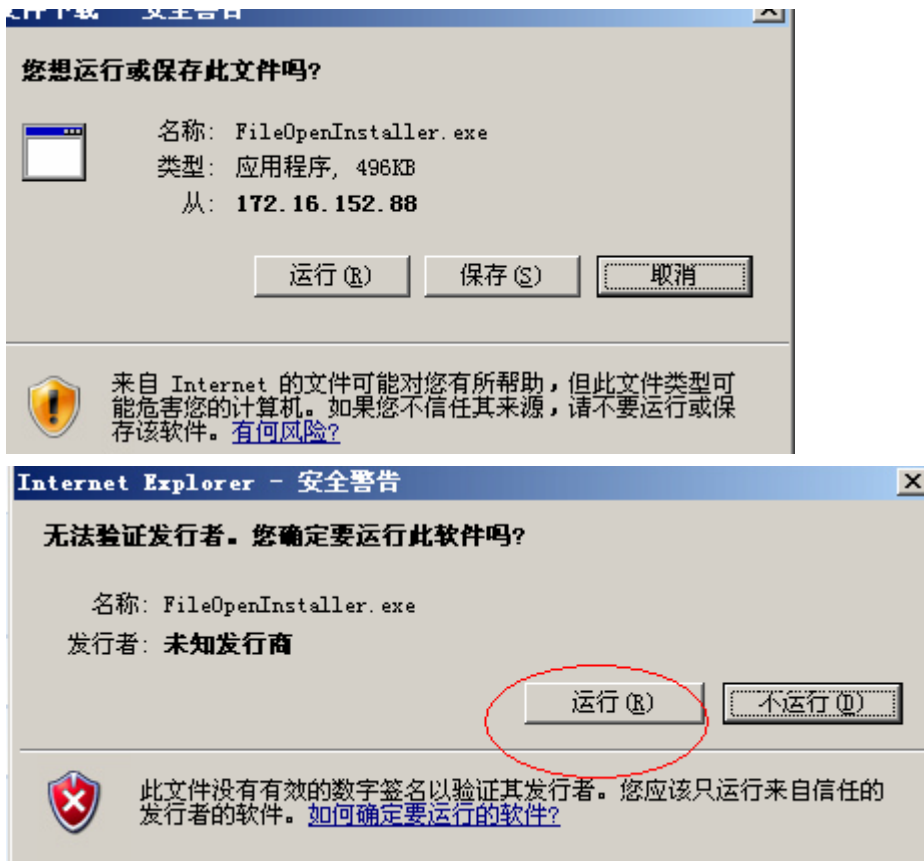 文件下载 - 安全警告
您想运行或保存此文件吗?
名称: FileOpenInstaller.exe
类型: 应用程序, 496KB
从: 172.16.152.88
运行(R) 保存(S) 取消
来自 Internet 的文件可能对您有所帮助,但此文件类型可
能危害您的计算机。如果您不信任其来源,请不要运行或保
存该软件。有何风险?
Internet Explorer - 安全警告
无法验证发行者。您确定要运行此软件吗?
名称: FileOpenInstaller.exe
发行者: 未知发行商
运行(R) 不运行(D)
此文件没有有效的数字签名以验证其发行者。您应该只运行来自信任的
发行者的软件。如何确定要运行的软件?